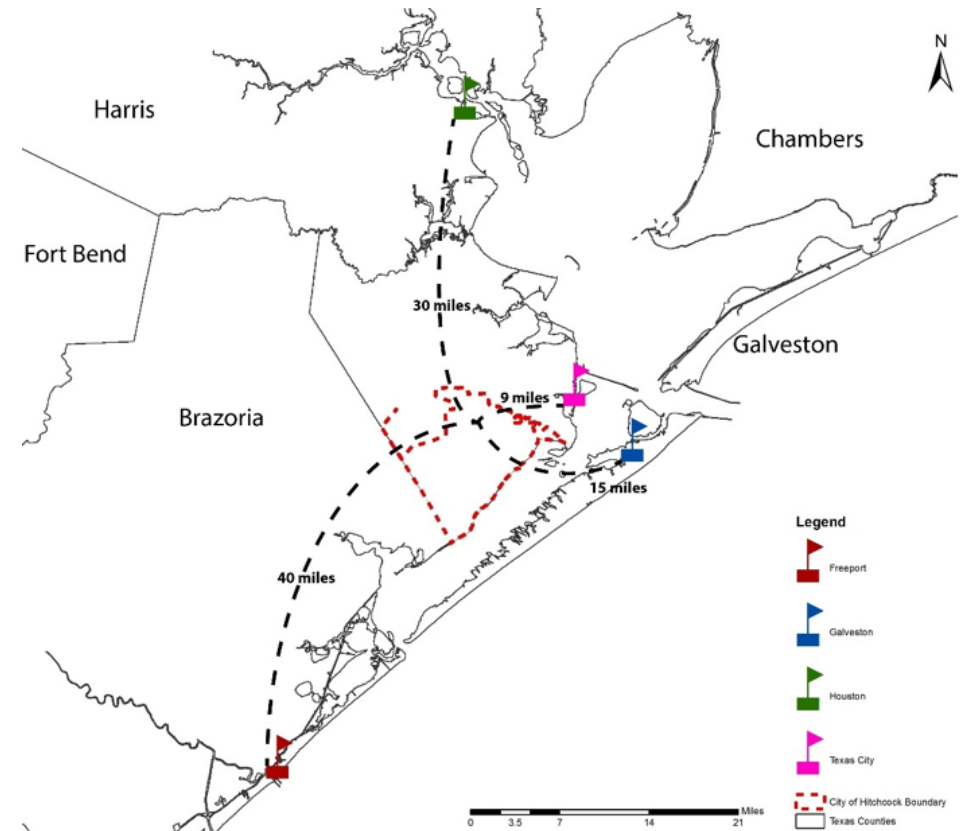 N
Harris
Chambers
Fort Bend
30 miles
Galveston
9 miles
Brazoria
15 miles
Legend
Freeport
40 miles
Galveston
Houston
Texas City
City of Hitchcock Boundary
Texas Counties
Miles
0 3.5 7 14 21